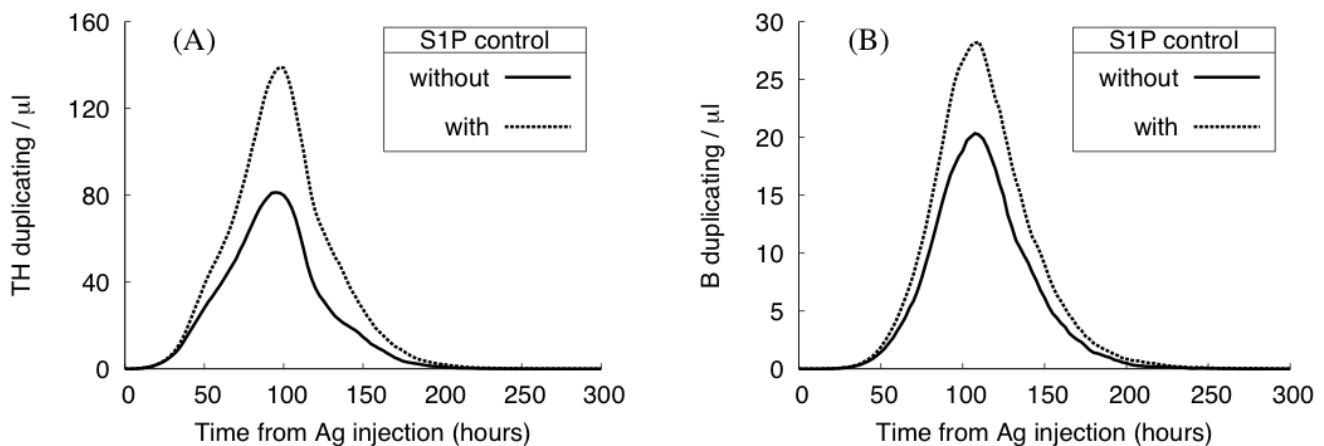 (A)
S1P control
without
with
TH duplicating / μl
160
120
80
40
0
0 50 100 150 200 250 300
Time from Ag injection (hours)
(B)
S1P control
without
with
B duplicating / μl
30
25
20
15
10
5
0
0 50 100 150 200 250 300
Time from Ag injection (hours)